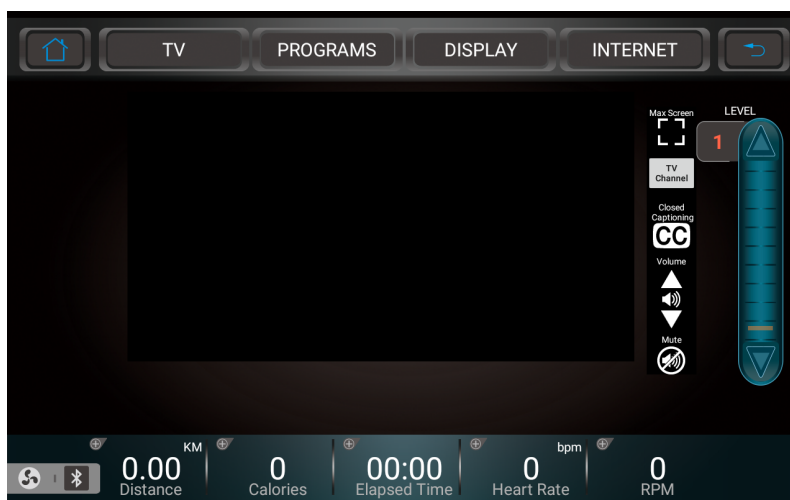 TV
PROGRAMS
DISPLAY
INTERNET
Max Screen
LEVEL
1
TV
Channel
Closed
Captioning
CC
Volume
Mute
KM
bpm
0.00
0
00:00
0
0
Distance
Calories
Elapsed Time
Heart Rate
RPM